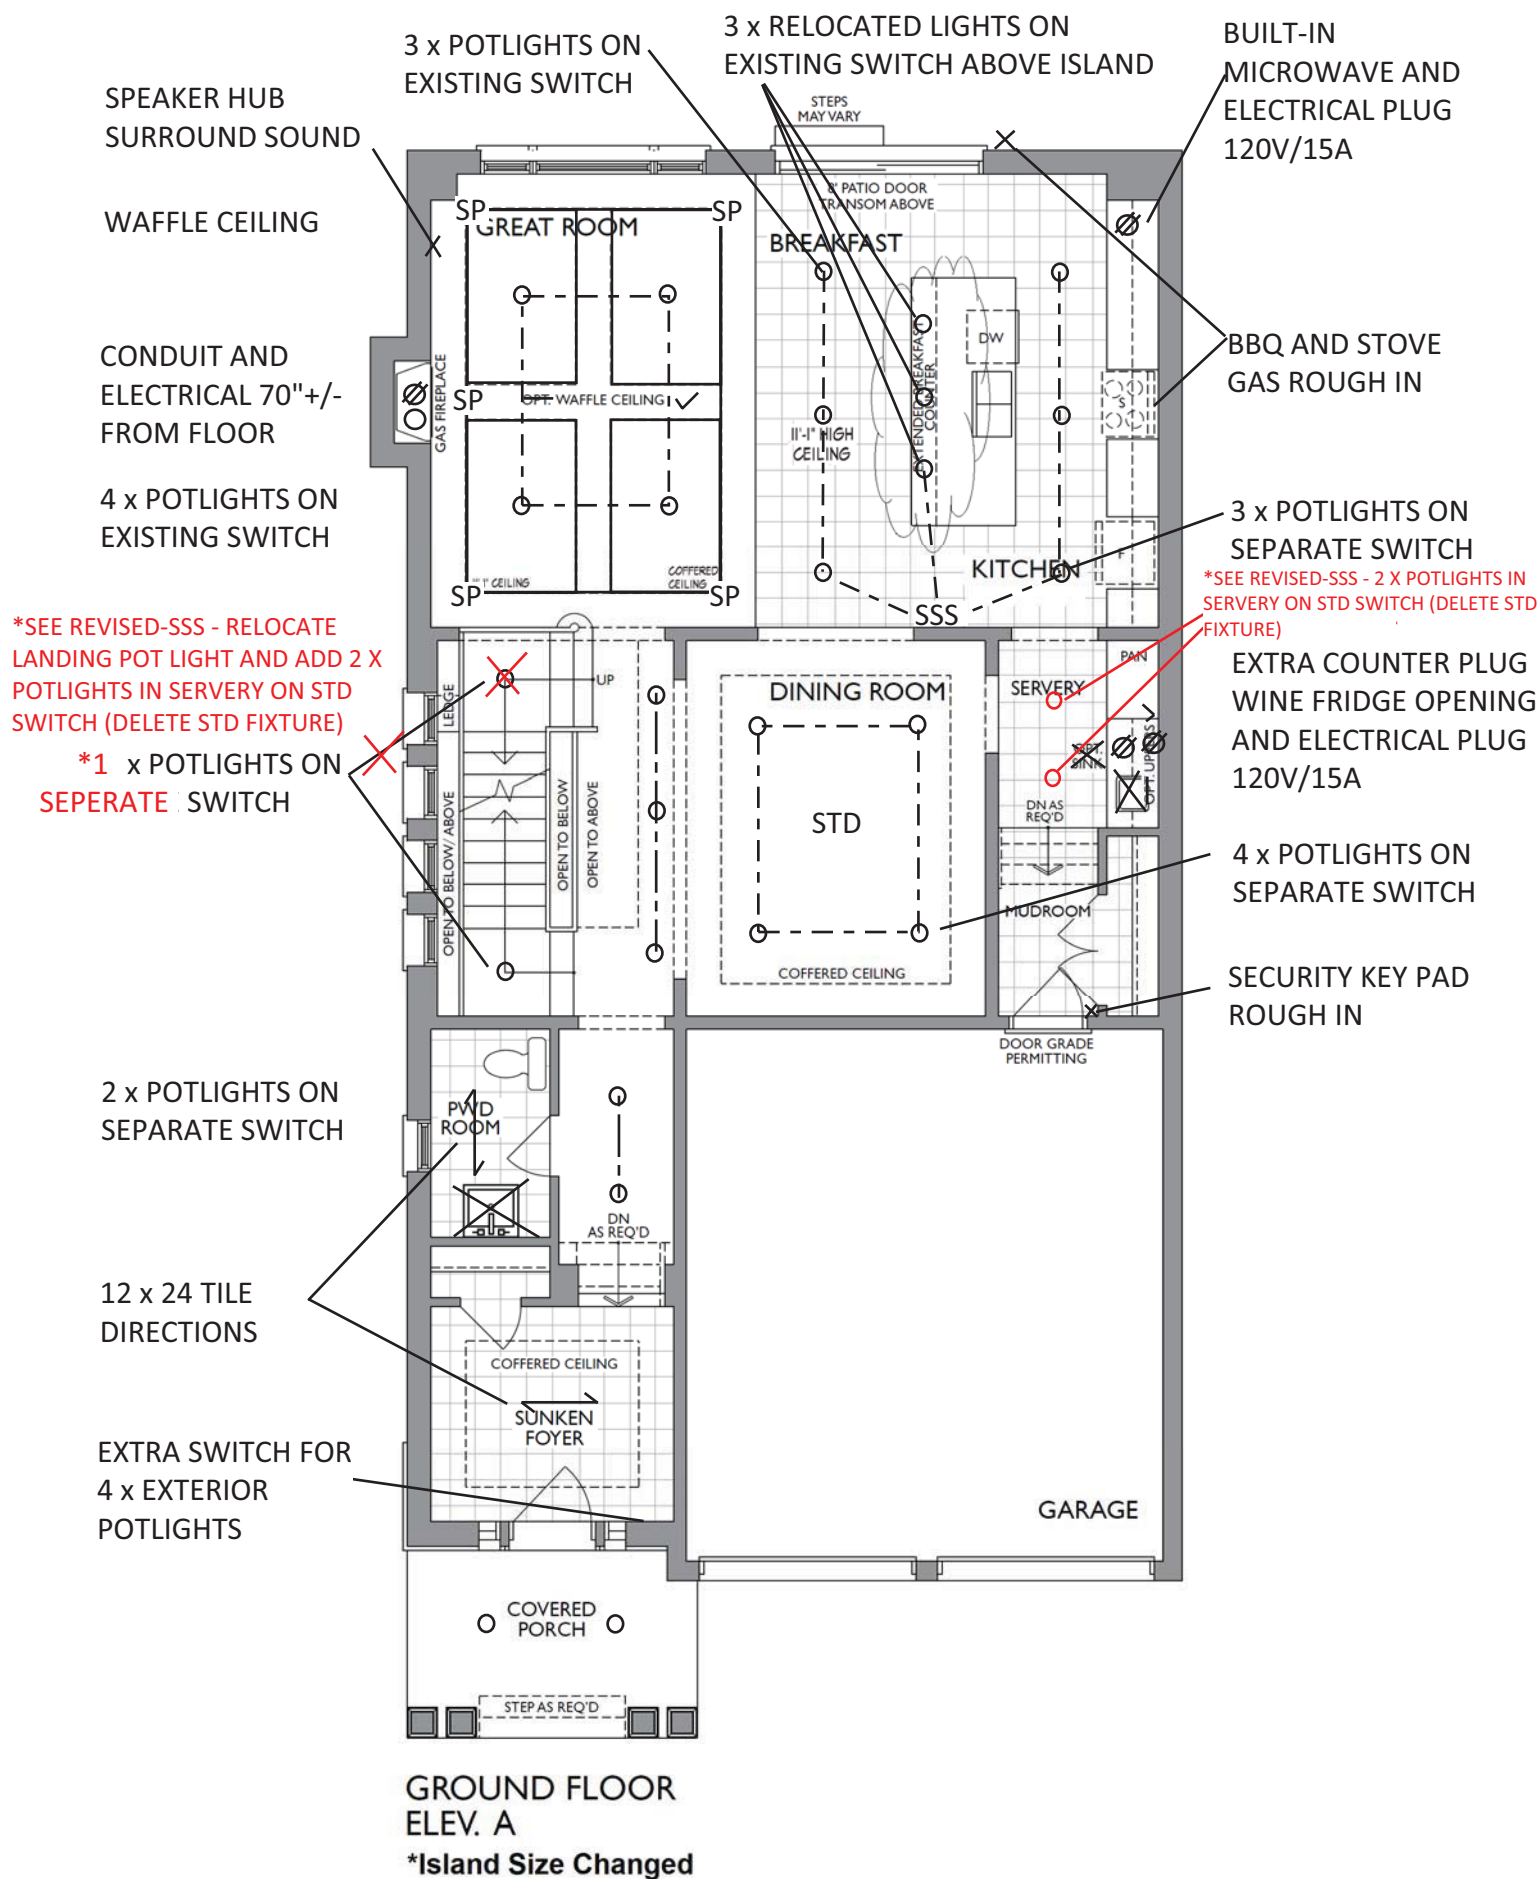 3 x POTLIGHTS ON
EXISTING SWITCH
3 x RELOCATED LIGHTS ON
EXISTING SWITCH ABOVE ISLAND
BUILT-IN
MICROWAVE AND
ELECTRICAL PLUG
120V/15A
SPEAKER HUB
SURROUND SOUND
STEPS
MAY VARY
WAFFLE CEILING
SP
SP
GREAT ROOM
8' PATIO DOOR
TRANSOM ABOVE
BREAKFAST
CONDUIT AND
ELECTRICAL 70"+/-
FROM FLOOR
GAS FIREPLACE
SP
OPT. WAFFLE CEILING
11'-1" HIGH
CEILING
EXTENDED BREAKFAST
COUNTER
DW
S
BBQ AND STOVE
GAS ROUGH IN
4 x POTLIGHTS ON
EXISTING SWITCH
CEILING
COFFERED
CEILING
SP
SP
KITCHEN
F
SSS
3 x POTLIGHTS ON
SEPARATE SWITCH
*SEE REVISED-SSS - 2 X POTLIGHTS IN
SERVERY ON STD SWITCH (DELETE STD
FIXTURE)
*SEE REVISED-SSS - RELOCATE
LANDING POT LIGHT AND ADD 2 X
POTLIGHTS IN SERVERY ON STD
SWITCH (DELETE STD FIXTURE)
*1 x POTLIGHTS ON
SEPERATE SWITCH
LEDGE
UP
OPEN TO BELOW/ ABOVE
OPEN TO BELOW
OPEN TO ABOVE
DINING ROOM
STD
COFFERED CEILING
SERVERY
PAN
OPT.
SINK
OPT. UPPERS
DN AS
REQ'D
MUDROOM
EXTRA COUNTER PLUG
WINE FRIDGE OPENING
AND ELECTRICAL PLUG
120V/15A
4 x POTLIGHTS ON
SEPARATE SWITCH
SECURITY KEY PAD
ROUGH IN
DOOR GRADE
PERMITTING
2 x POTLIGHTS ON
SEPARATE SWITCH
PWD
ROOM
DN
AS REQ'D
12 x 24 TILE
DIRECTIONS
COFFERED CEILING
SUNKEN
FOYER
EXTRA SWITCH FOR
4 x EXTERIOR
POTLIGHTS
GARAGE
COVERED
PORCH
STEP AS REQ'D
GROUND FLOOR
ELEV. A
*Island Size Changed